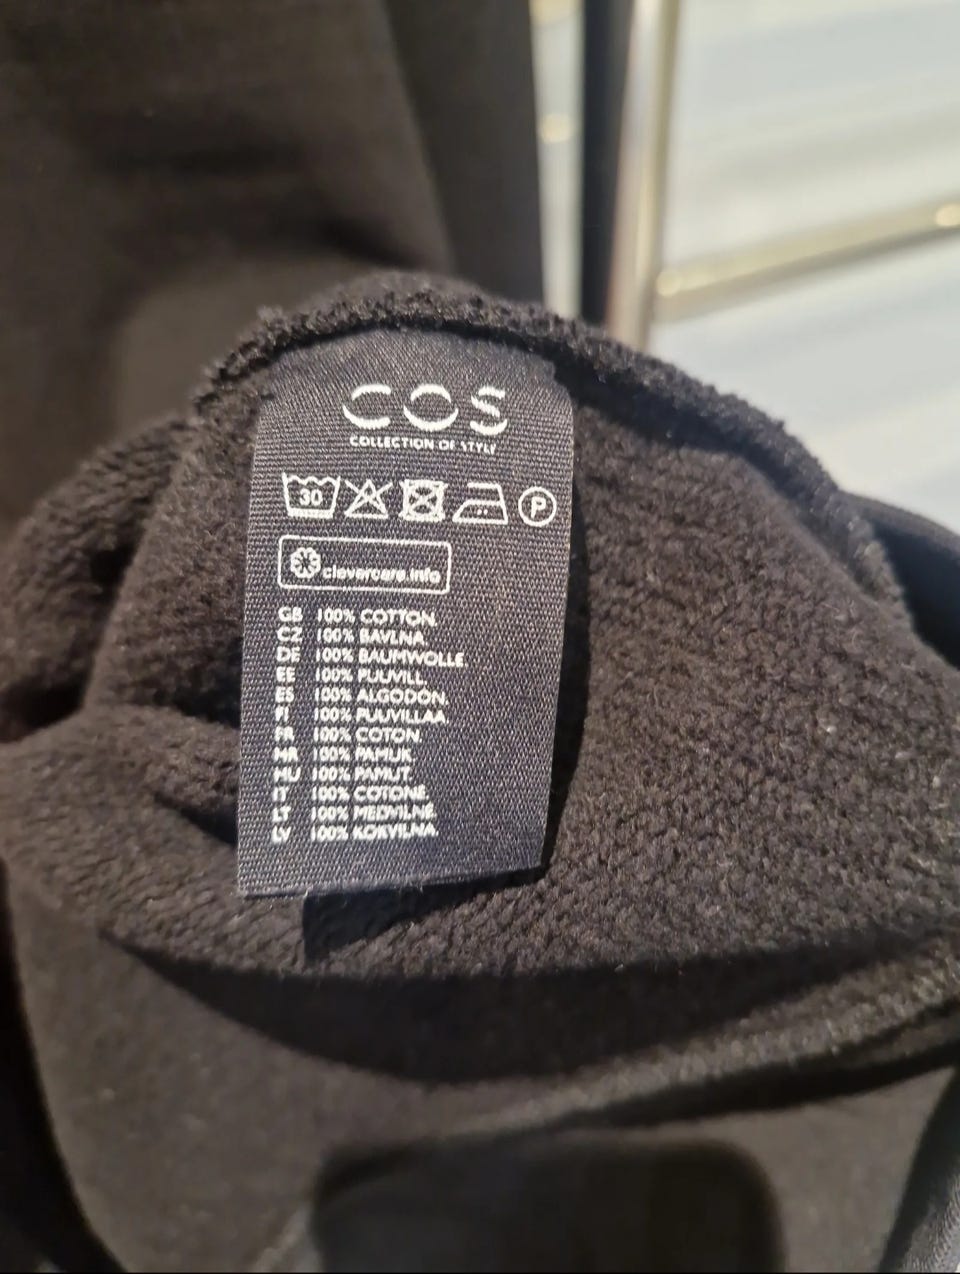 COS
COLLECTION OF STYLE
30 P
clevercare.info
GB 100% COTTON
CZ 100% BAVLNA
DE 100% BAUMWOLLE
EE 100% PUUVILL
ES 100% ALGODÓN
FI 100% PUUVILLAA
FR 100% COTON
HR 100% PAMUK
HU 100% PAMUT
IT 100% COTONE
LT 100% MEDVILNĖ
LV 100% KOKVILNA